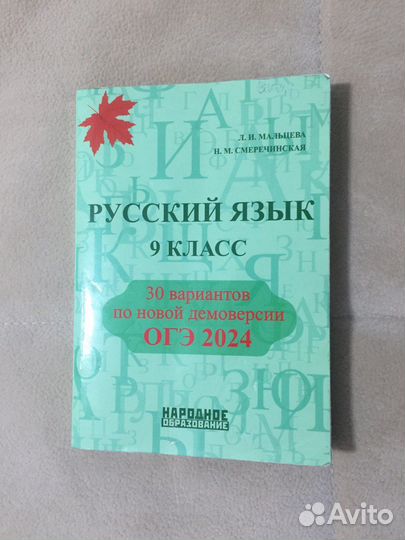 Л. И. МАЛЬЦЕВА
Н. М. СМЕРЕЧИНСКАЯ
РУССКИЙ ЯЗЫК
9 КЛАСС
30 вариантов
по новой демоверсии
ОГЭ 2024
НАРОДНОЕ
ОБРАЗОВАНИЕ
Avito